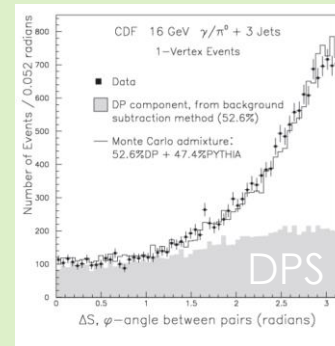 CDF 16 GeV γ/π⁰ + 3 Jets
1-Vertex Events
Data
DP component, from background
subtraction method (52.6%)
Monte Carlo admixture:
52.6%DP + 47.4%PYTHIA
Number of Events / 0.052 radians
800
700
600
500
400
300
200
100
0
DPS
0 0.5 1 1.5 2 2.5 3
ΔS, φ-angle between pairs (radians)